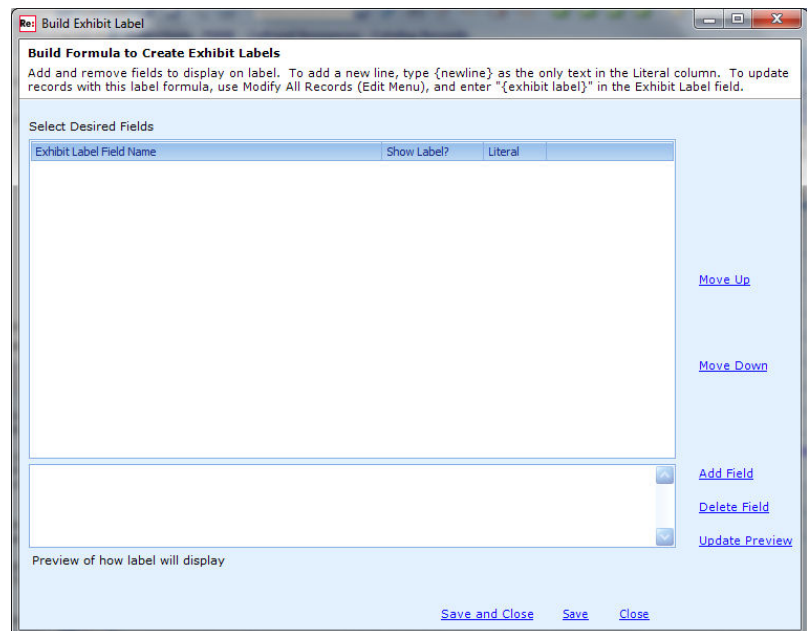 Re: Build Exhibit Label
Build Formula to Create Exhibit Labels
Add and remove fields to display on label. To add a new line, type {newline} as the only text in the Literal column. To update
records with this label formula, use Modify All Records (Edit Menu), and enter "{exhibit label}" in the Exhibit Label field.
Select Desired Fields
Exhibit Label Field Name Show Label? Literal
Move Up
Move Down
Add Field
Delete Field
Update Preview
Preview of how label will display
Save and Close Save Close